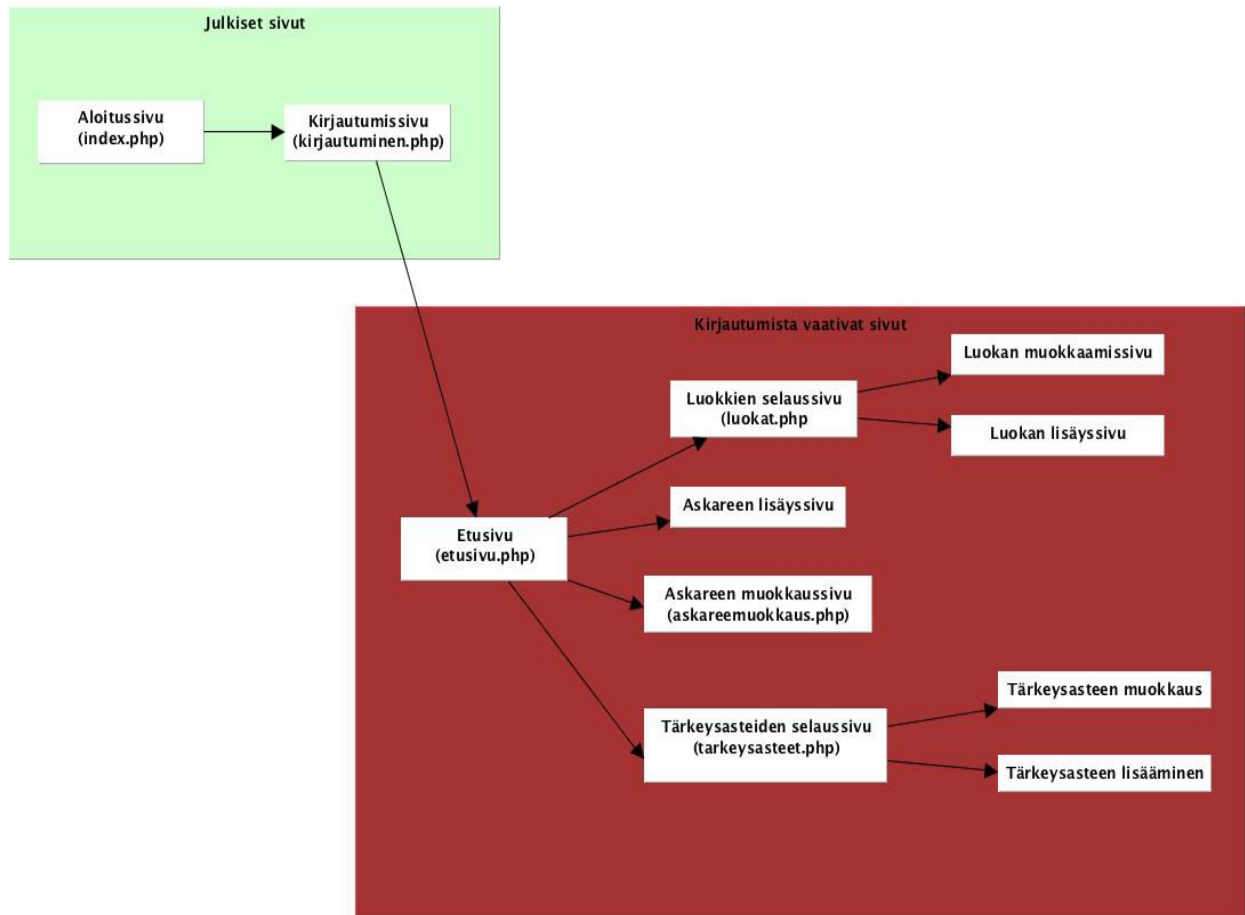 Julkiset sivut
Aloitussivu
(index.php)
Kirjautumissivu
(kirjautuminen.php)
Kirjautumista vaativat sivut
Luokan muokkaamissivu
Luokkien selaussivu
(luokat.php
Luokan lisäyssivu
Askareen lisäyssivu
Etusivu
(etusivu.php)
Askareen muokkaussivu
(askareemuokkaus.php)
Tärkeysasteen muokkaus
Tärkeysasteiden selaussivu
(tarkeysasteet.php)
Tärkeysasteen lisääminen